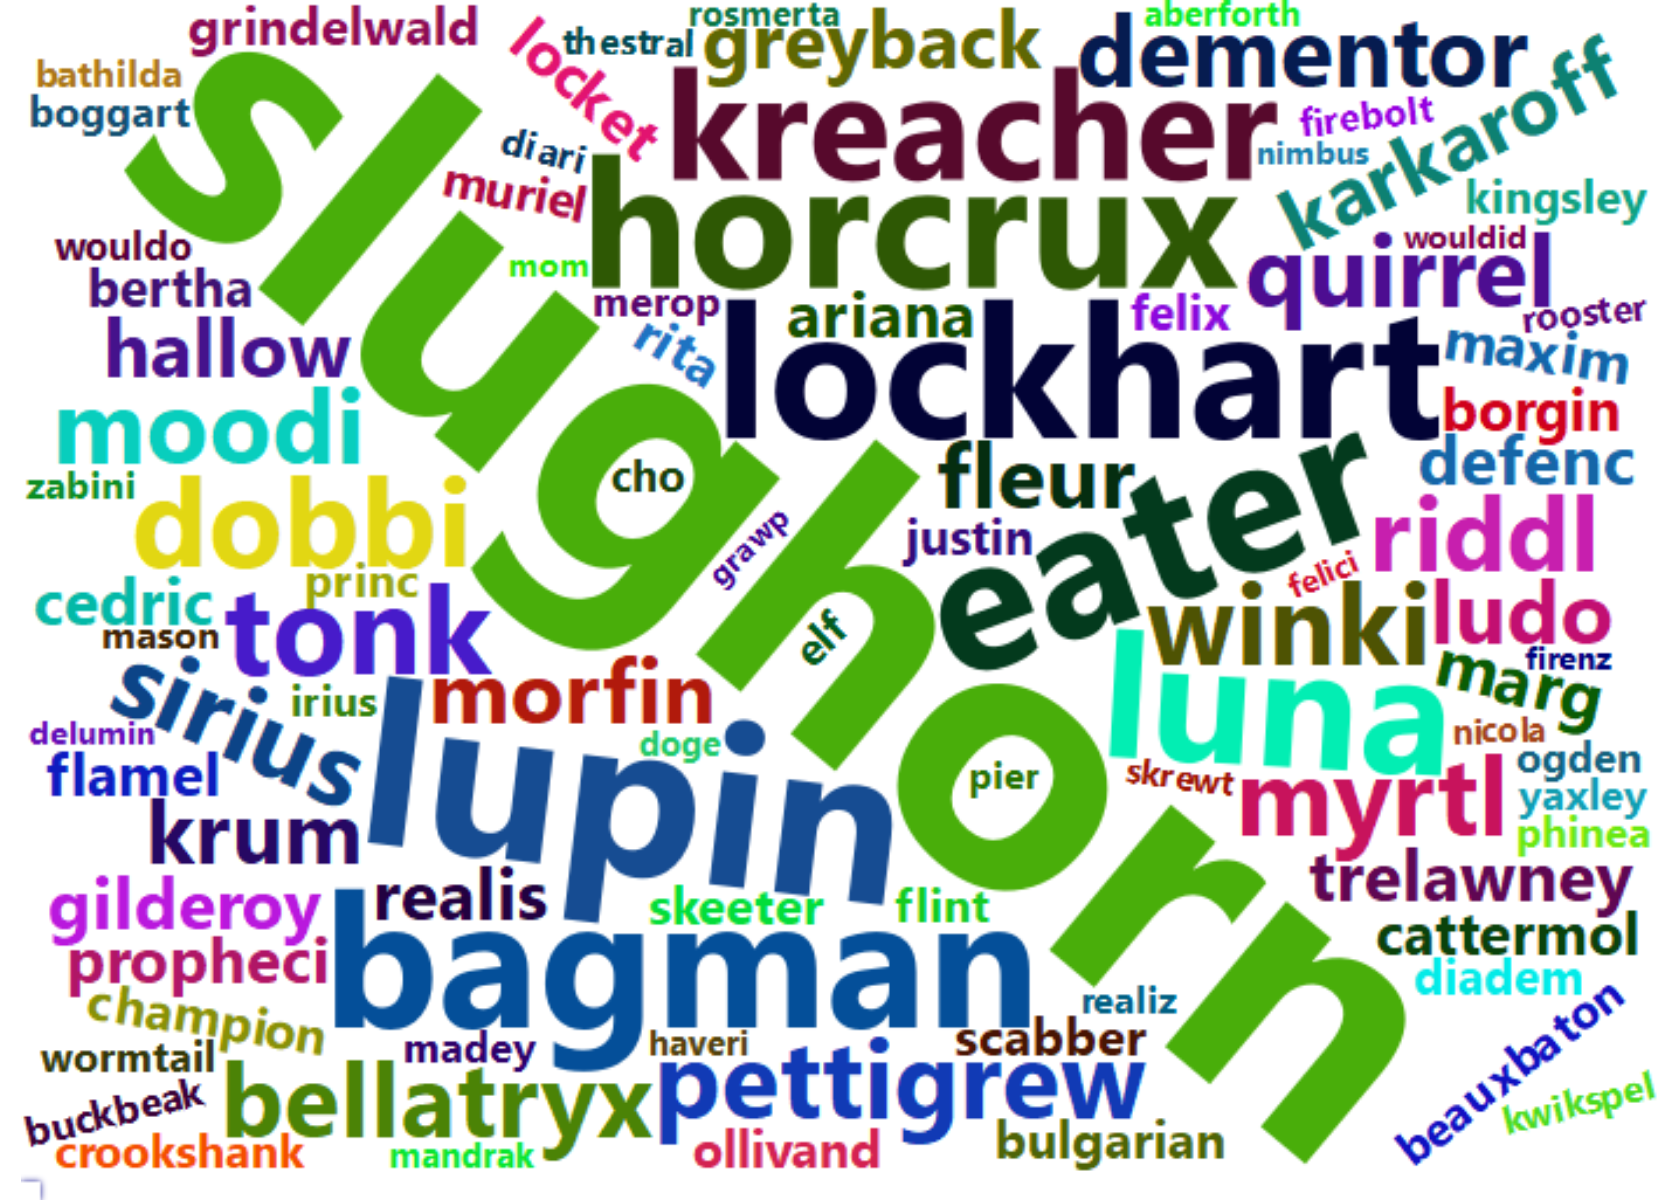 rosmerta
aberforth
grindelwald
locket
thestral
greyback
dementor
bathilda
boggart
slughorn
kreacher
firebolt
karkaroff
diari
nimbus
muriel
horcrux
kingsley
wouldo
mom
wouldid
quirrel
bertha
merop
ariana
felix
rooster
hallow
rita
lockhart
maxim
moodi
borgin
zabini
cho
fleur
defenc
dobbi
grawp
justin
eater
riddl
princ
felici
cedric
mason
tonk
elf
winki
ludo
firenz
sirius
irius
morfin
luna
marg
delumin
doge
nicola
flamel
pier
skrewt
ogden
lupin
myrtl
yaxley
krum
phinea
gilderoy
realis
skeeter
flint
trelawney
propheci
bagman
cattermol
diadem
champion
realiz
wormtail
madey
haveri
scabber
beauxbaton
buckbeak
bellatryx
pettigrew
kwikspel
crookshank
mandrak
ollivand
bulgarian